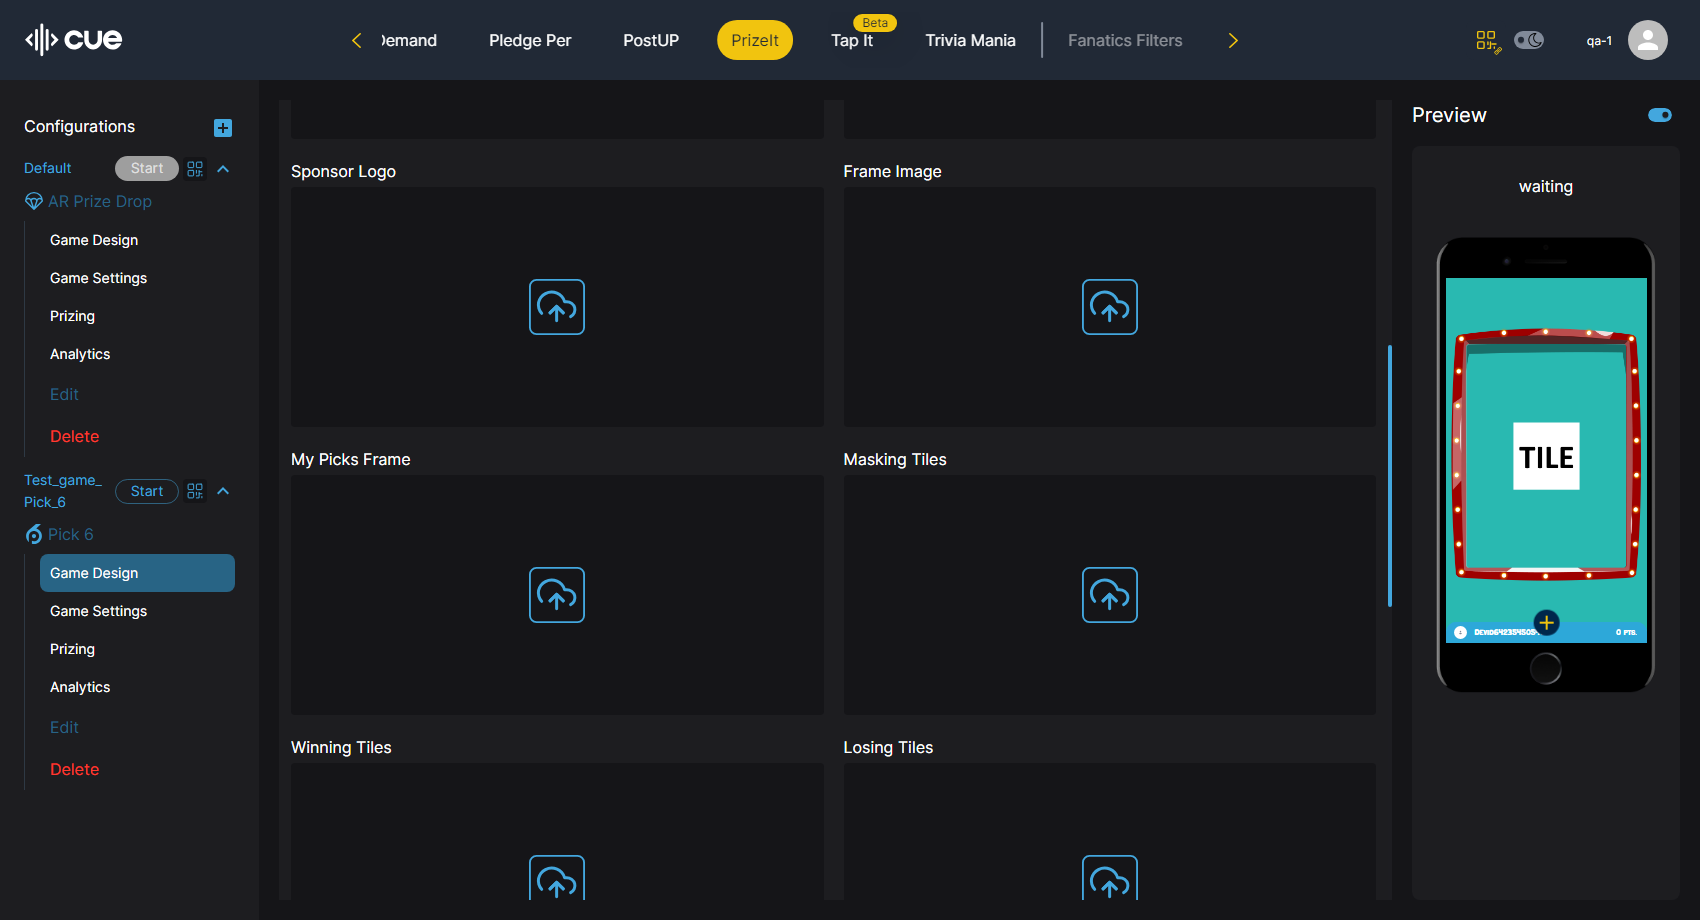 cue
Demand
Pledge Per
PostUP
PrizeIt
Beta
Tap It
Trivia Mania
Fanatics Filters
qa-1
Configurations
Default
Start
AR Prize Drop
Game Design
Game Settings
Prizing
Analytics
Edit
Delete
Test_game_
Pick_6
Start
Pick 6
Game Design
Game Settings
Prizing
Analytics
Edit
Delete
Sponsor Logo
Frame Image
My Picks Frame
Masking Tiles
Winning Tiles
Losing Tiles
Preview
waiting
TILE
0 PTS.